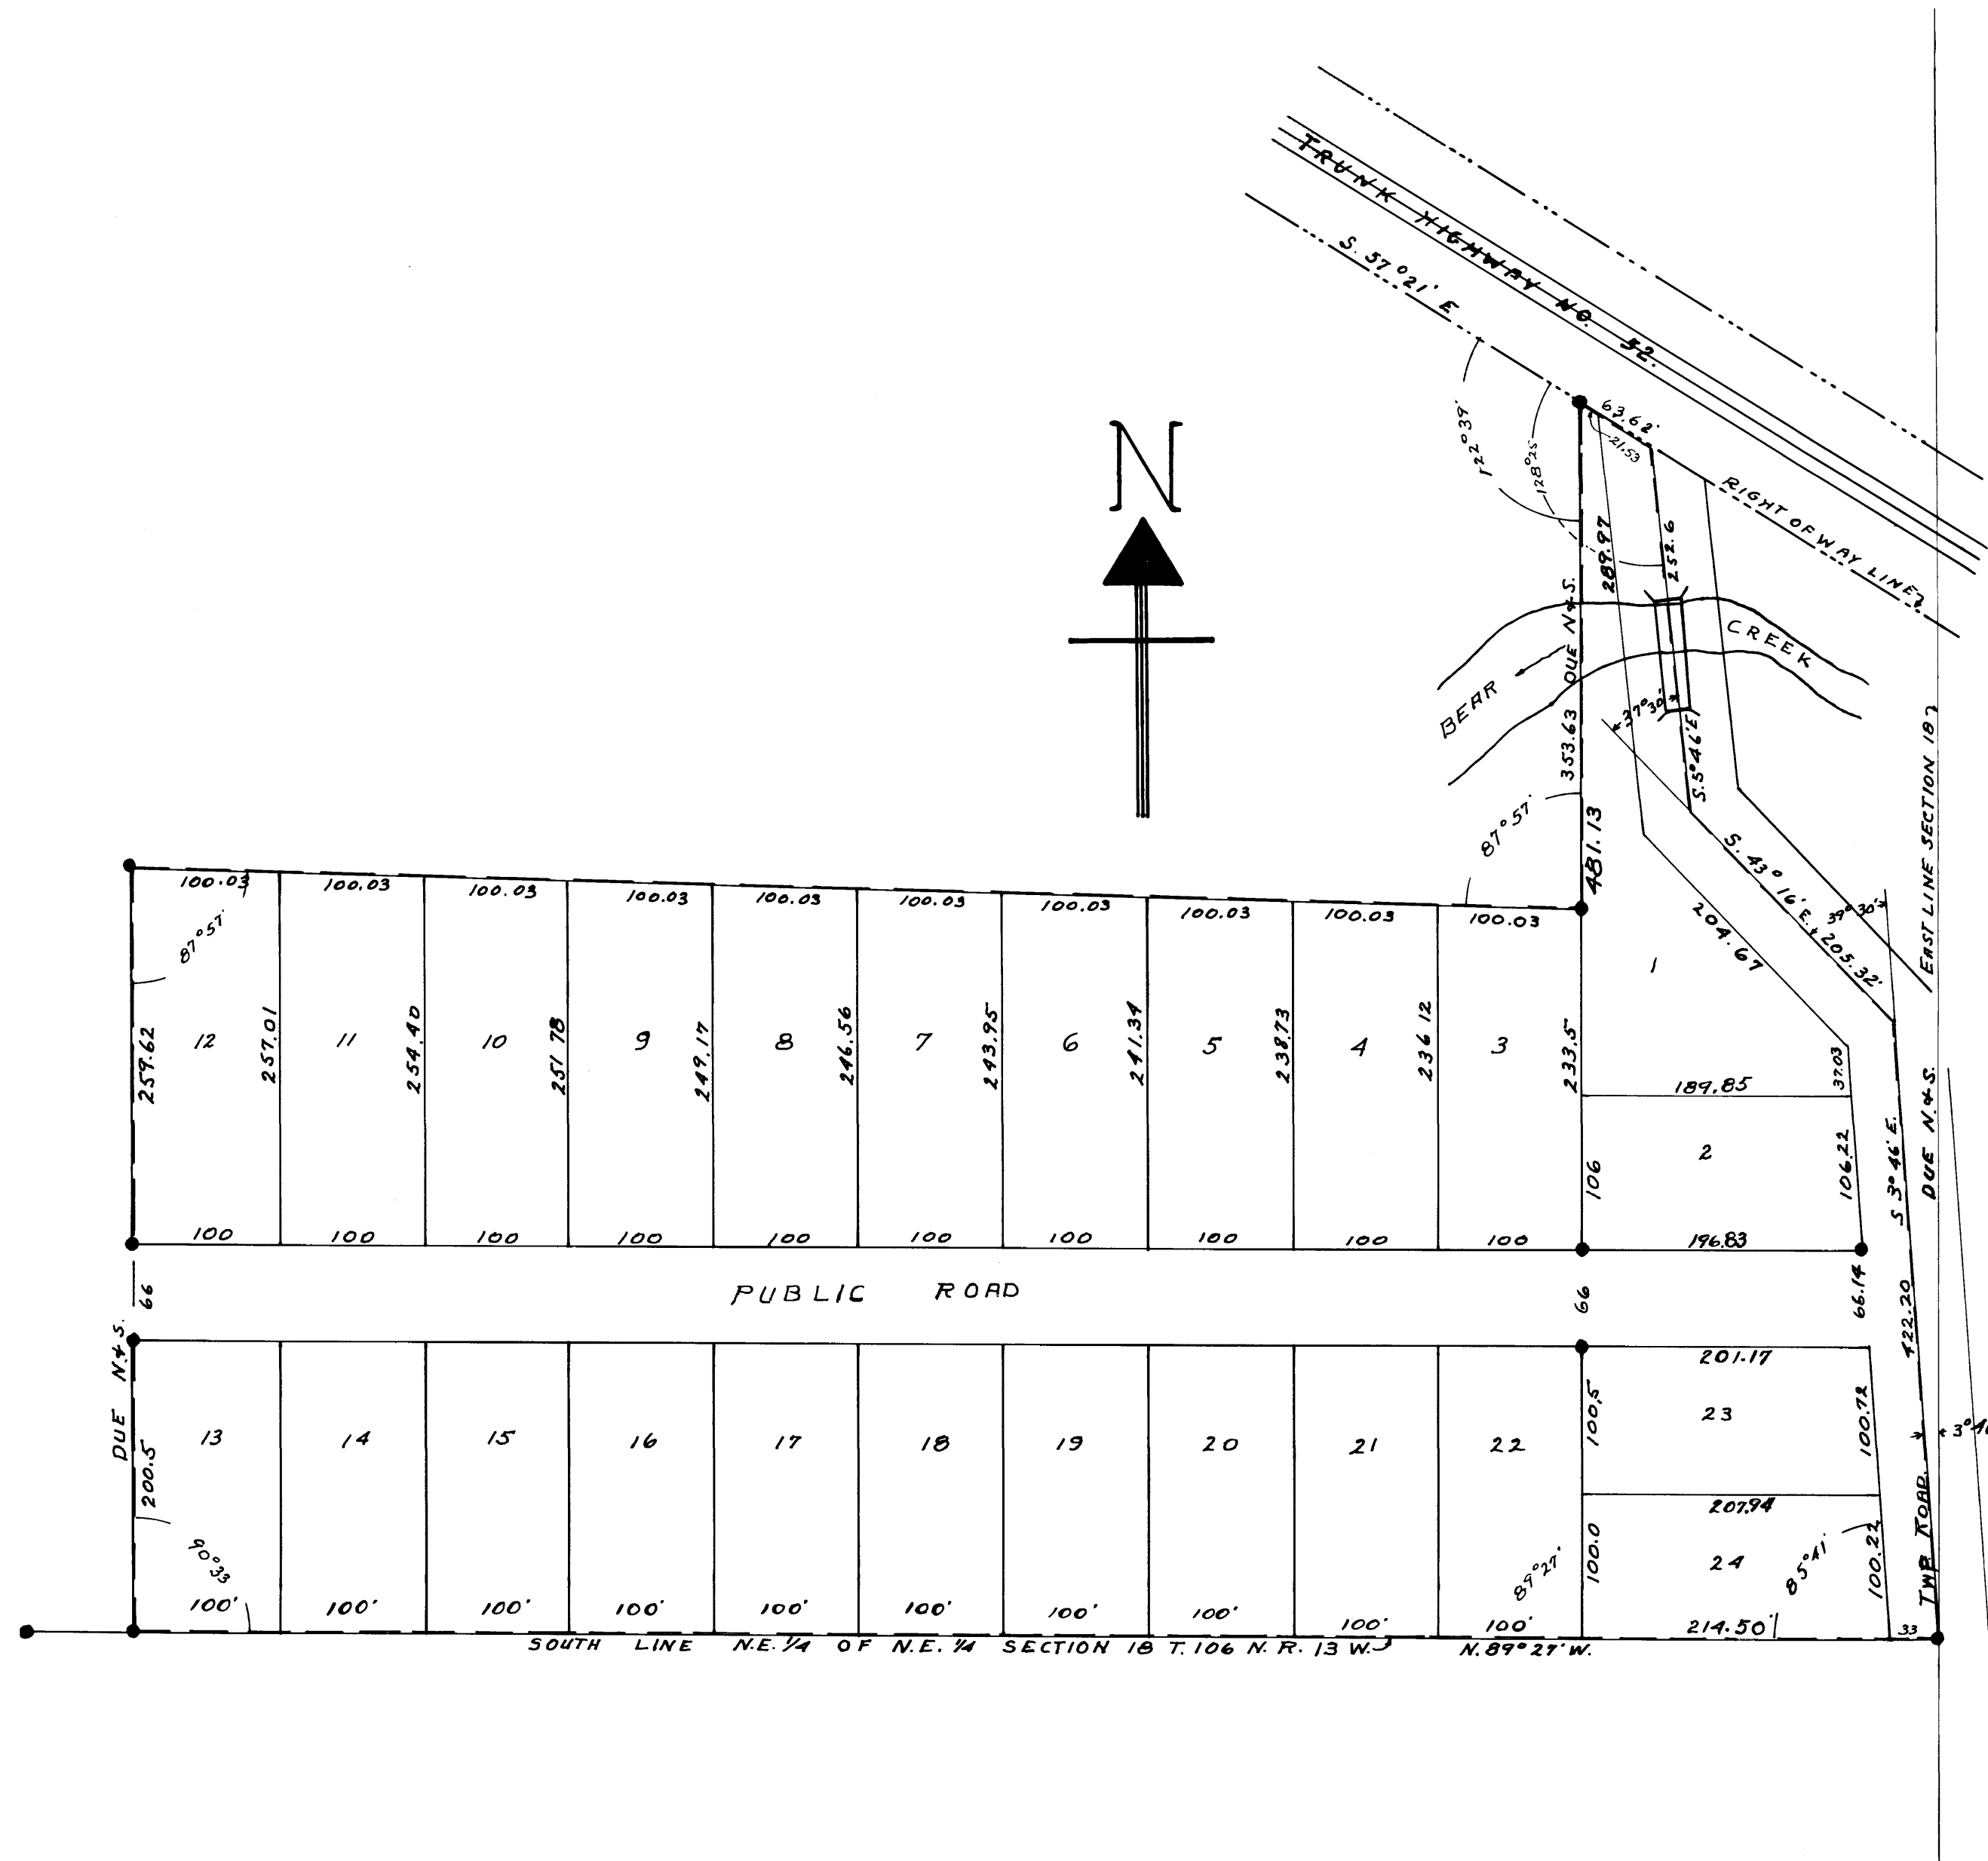 TRUNK HIGHWAY NO. 52.
S. 57°21' E
63.62'
21.53
122°39'
128°25'
N
RIGHT OF WAY LINE
289.97
252.6
353.63 DUE N.&S.
CREEK
BEAR
37°30'
S.5°46'E
EAST LINE SECTION 18
87°57'
481.13
S. 43° 16' E. 205.32'
39°30'
204.67
100.03 100.03 100.03 100.03 100.03 100.03 100.03 100.03 100.03 100.03
87°57'
1
259.62 12 257.01 11 254.40 10 251.78 9 249.17 8 246.56 7 243.95 6 241.34 5 238.73 4 236.12 3 233.5
37.03
189.85
DUE N.&S.
S 3°46' E.
106 2 106.22
100 100 100 100 100 100 100 100 100 100 196.83
66 PUBLIC ROAD 66 66.14
422.20
DUE N.&S.
201.17
100.5 23 100.72
13 14 15 16 17 18 19 20 21 22
200.5
207.94
90°33'
89°27'
100.0 24 85°41' 100.22
TWP. ROAD.
100' 100' 100' 100' 100' 100' 100' 100' 100' 100' 214.50' 33
SOUTH LINE N.E. 1/4 OF N.E. 1/4 SECTION 18 T. 106 N. R. 13 W. N. 89°27' W.